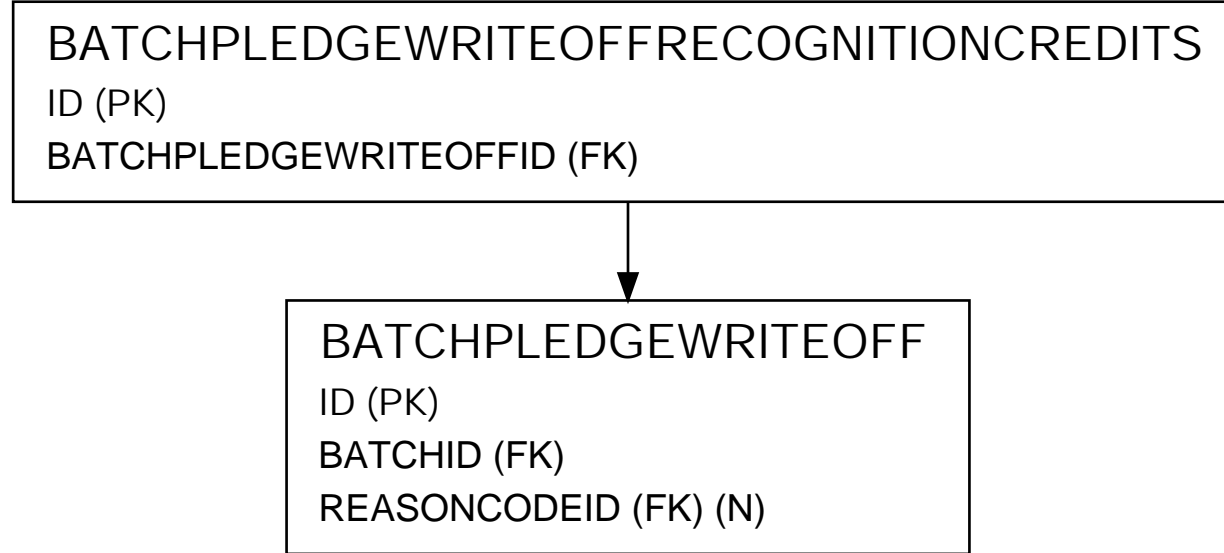 BATCHPLEDGEWRITEOFFRECOGNITIONCREDITS
ID (PK)
BATCHPLEDGEWRITEOFFID (FK)
BATCHPLEDGEWRITEOFF
ID (PK)
BATCHID (FK)
REASONCODEID (FK) (N)